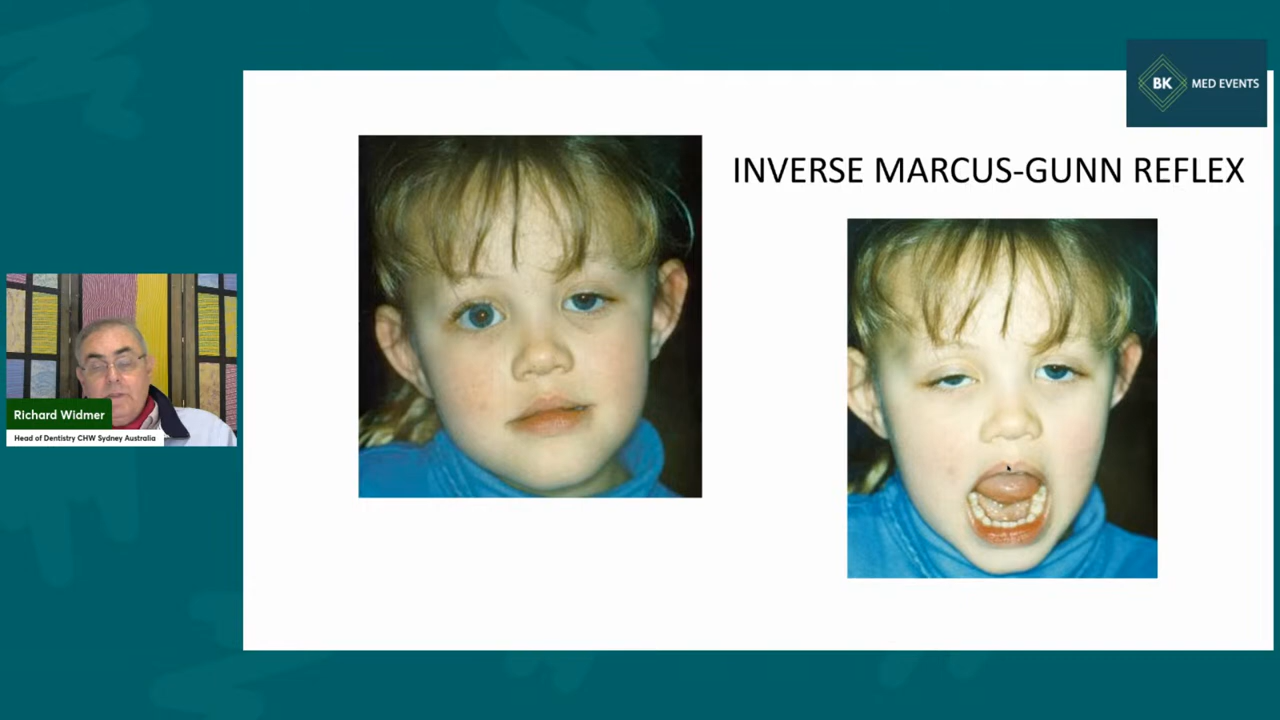 BK MED EVENTS
INVERSE MARCUS-GUNN REFLEX
Richard Widmer
Head of Dentistry CHW Sydney Australia